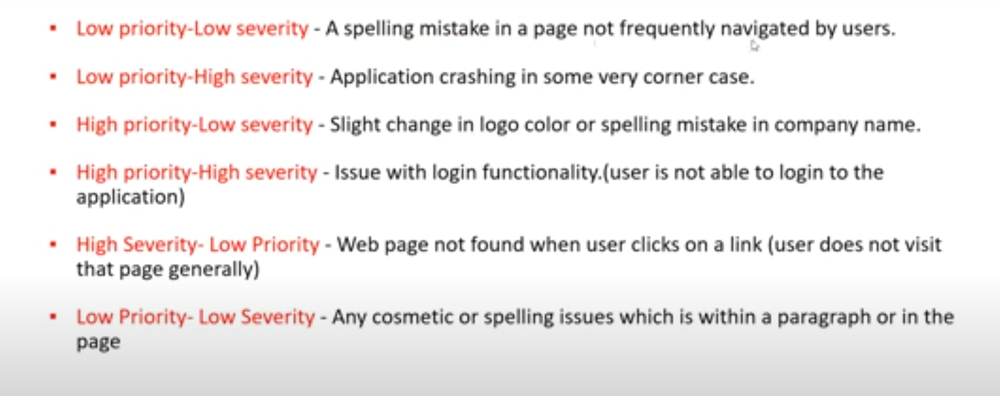 ▪ Low priority-Low severity - A spelling mistake in a page not frequently navigated by users.
▪ Low priority-High severity - Application crashing in some very corner case.
▪ High priority-Low severity - Slight change in logo color or spelling mistake in company name.
▪ High priority-High severity - Issue with login functionality.(user is not able to login to the
application)
▪ High Severity- Low Priority - Web page not found when user clicks on a link (user does not visit
that page generally)
▪ Low Priority- Low Severity - Any cosmetic or spelling issues which is within a paragraph or in the
page